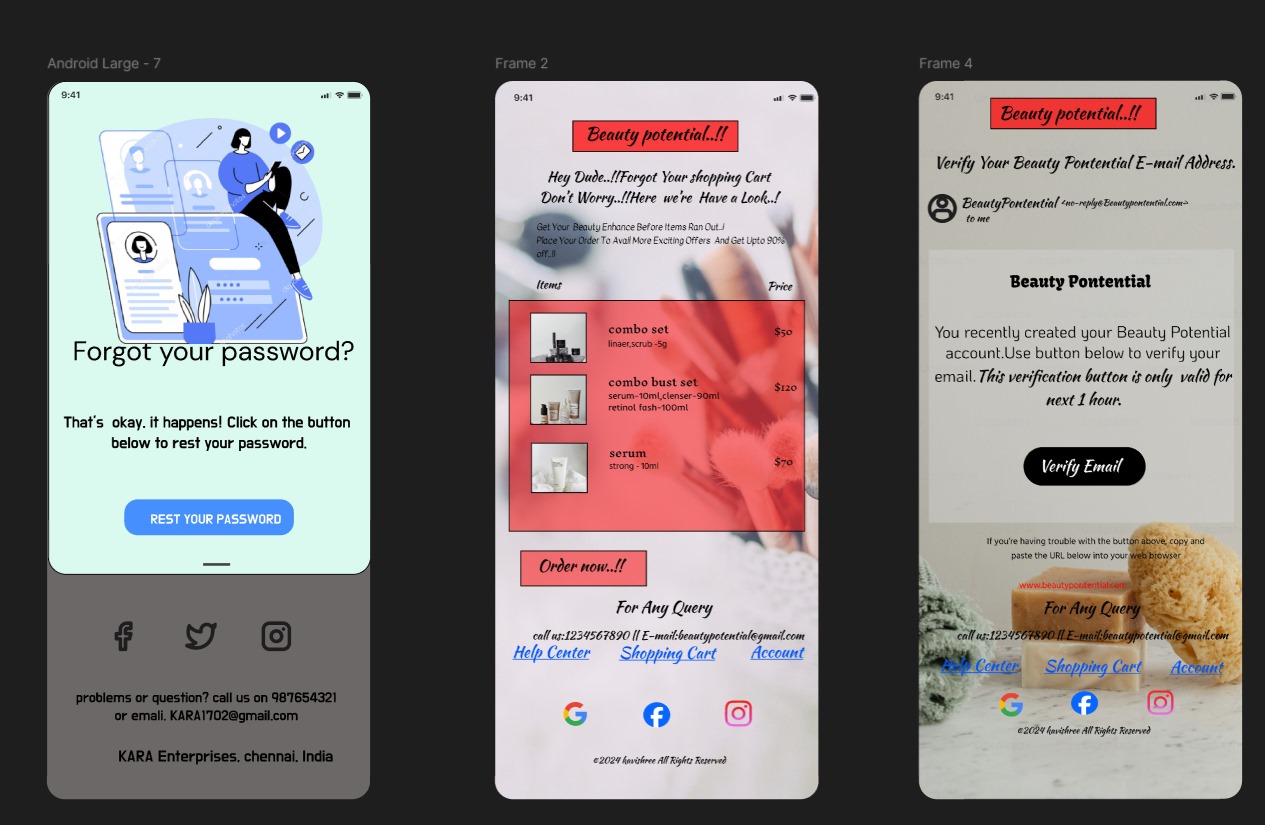 Android Large - 7
9:41
Forgot your password?
That's okay. it happens! Click on the button
below to rest your password.
REST YOUR PASSWORD
problems or question? call us on 987654321
or emali. KARA1702@gmail.com
KARA Enterprises, chennai, India
Frame 2
9:41
Beauty potential..!!
Hey Dude..!!Forgot Your shopping Cart
Don't Worry..!!Here we're Have a Look..!
Get Your Beauty Enhance Before Items Ran Out..!
Place Your Order To Avail More Exciting Offers And Get Upto 90%
off..!!
Items Price
combo set $50
linaer,scrub -5g
combo bust set $120
serum-10ml,clenser-90ml
retinol fash-100ml
serum $70
strong - 10ml
Order now..!!
For Any Query
call us:1234567890 || E-mail:beautypotential@gmail.com
Help Center Shopping Cart Account
©2024 kavishree All Rights Reserved
Frame 4
9:41
Beauty potential..!!
Verify Your Beauty Pontential E-mail Address.
BeautyPontential <no-reply@Beautypontential.com>
to me
Beauty Pontential
You recently created your Beauty Potential
account.Use button below to verify your
email. This verification button is only valid for
next 1 hour.
Verify Email
If you're having trouble with the button above, copy and
paste the URL below into your web browser
www.beautypontential.com
For Any Query
call us:1234567890 || E-mail:beautypotential@gmail.com
Help Center Shopping Cart Account
©2024 kavishree All Rights Reserved